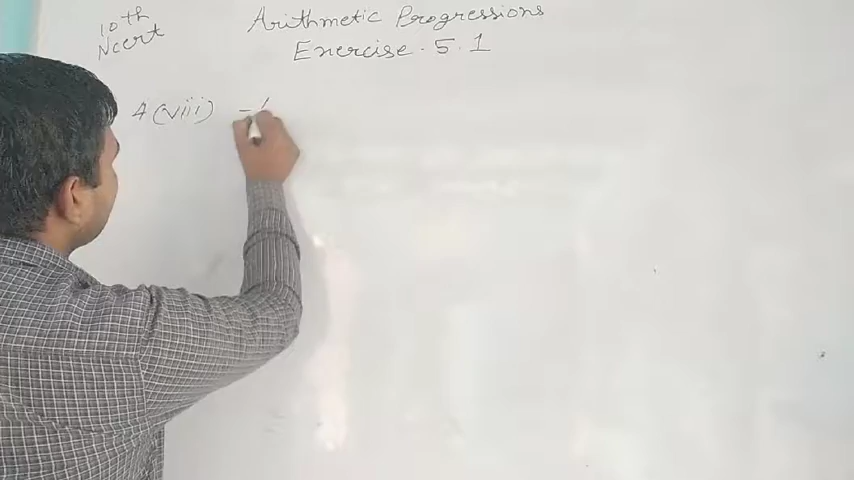 10th
Ncert
Arithmetic Progressions
Exercise - 5.1
4(viii) -